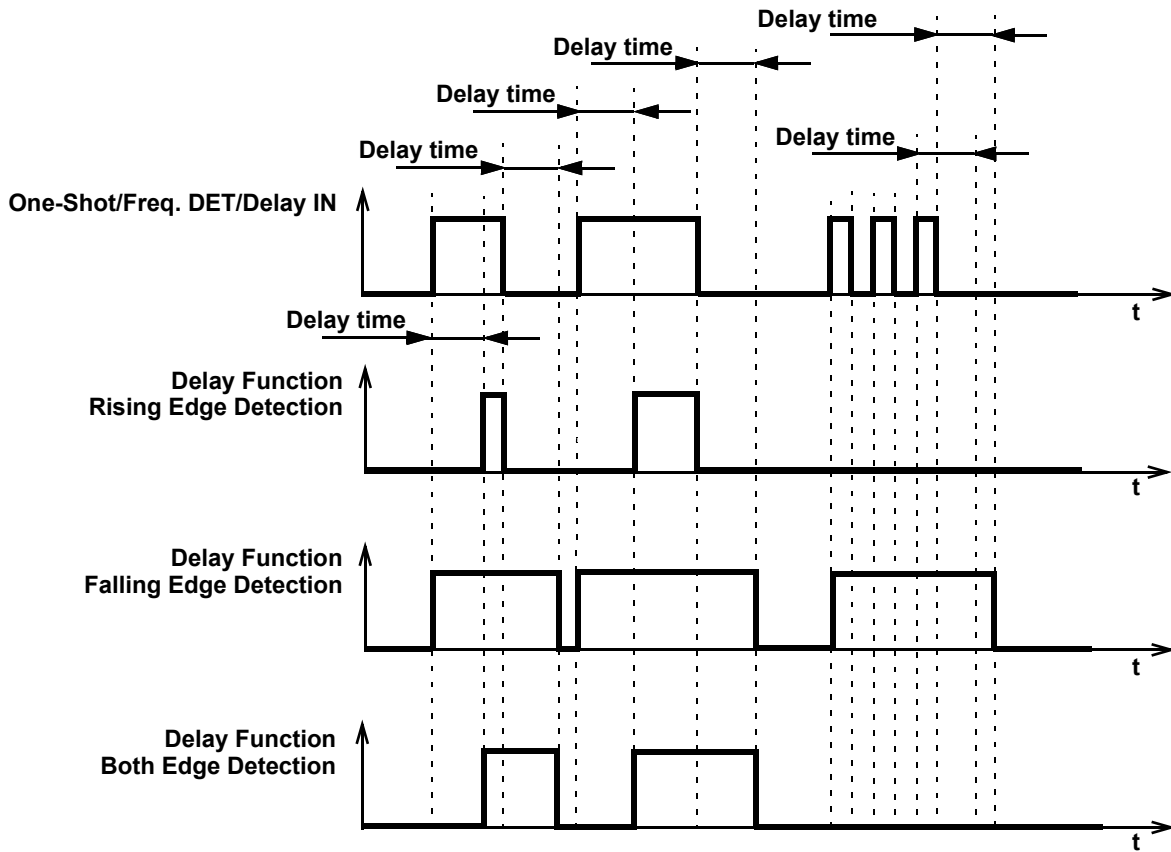 Delay time
Delay time
Delay time
Delay time
Delay time
One-Shot/Freq. DET/Delay IN
t
Delay time
Delay Function
Rising Edge Detection
t
Delay Function
Falling Edge Detection
t
Delay Function
Both Edge Detection
t